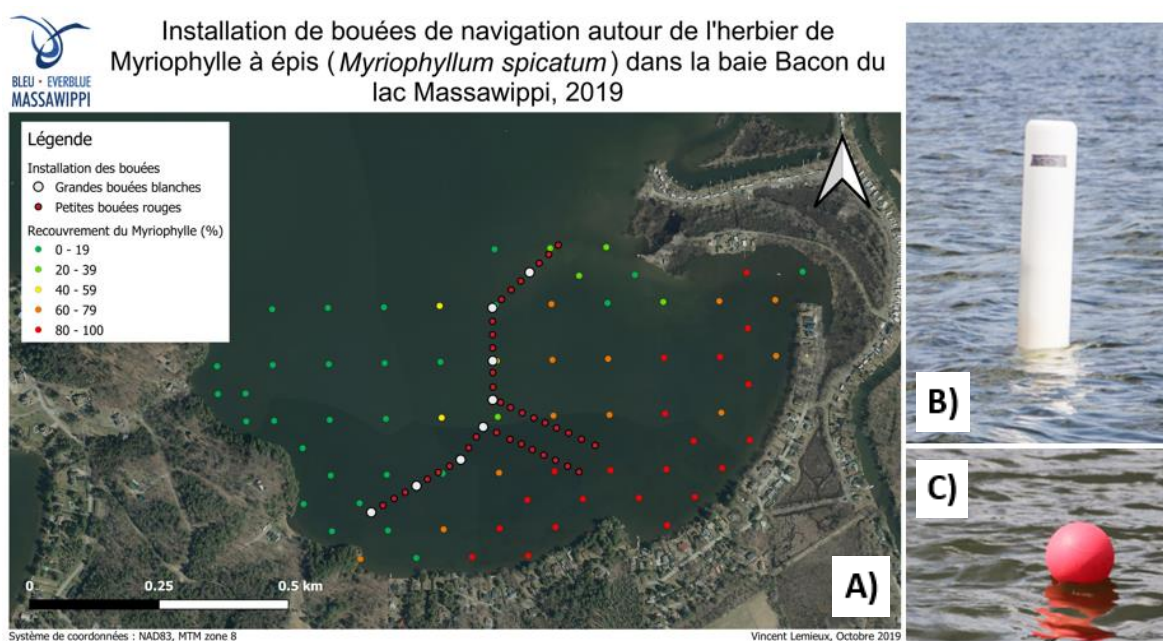 BLEU • EVERBLUE
MASSAWIPPI
Installation de bouées de navigation autour de l'herbier de
Myriophylle à épis (Myriophyllum spicatum) dans la baie Bacon du
lac Massawippi, 2019
Légende
Installation des bouées
Grandes bouées blanches
Petites bouées rouges
Recouvrement du Myriophylle (%)
0 - 19
20 - 39
40 - 59
60 - 79
80 - 100
0
0.25
0.5 km
A)
Système de coordonnées : NAD83, MTM zone 8
Vincent Lemieux, Octobre 2019
B)
C)